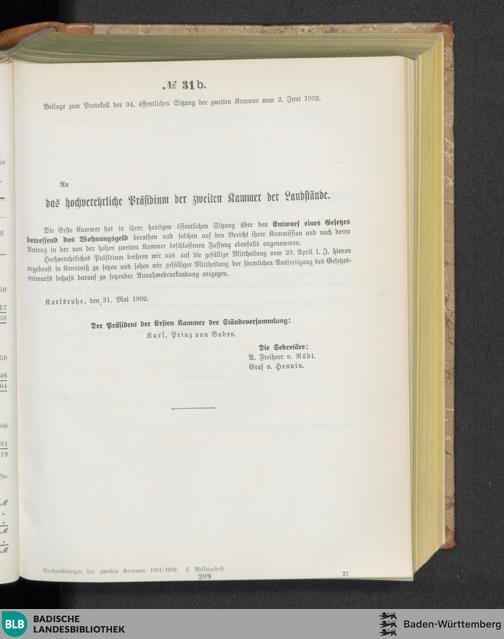 № 31b.
Beilage zum Protokoll der 94. öffentlichen Sitzung der zweiten Kammer vom 2. Juni 1902.
An
das hochverehrliche Präsidium der zweiten Kammer der Landstände.
Die Erste Kammer hat in ihrer heutigen öffentlichen Sitzung über den Entwurf eines Gesetzes
betreffend das Wohnungsgeld berathen und solchen auf den Bericht ihrer Kommission und nach deren
Antrag in der von der hohen zweiten Kammer beschlossenen Fassung ebenfalls angenommen.
Hochverehrliches Präsidium beehren wir uns auf die gefällige Mittheilung vom 23. April l. J. hievon
ergebenst in Kenntniß zu setzen und sehen wir gefälliger Mittheilung der förmlichen Ausfertigung des Gesetzes-
entwurfs behufs darauf zu setzender Annahmebeurkundung entgegen.
Karlsruhe, den 31. Mai 1902.
Der Präsident der Ersten Kammer der Ständeversammlung:
Karl, Prinz von Baden.
Die Sekretäre:
A. Freiherr v. Rüdt.
Graf v. Hennin.
Verhandlungen der zweiten Kammer 1901/1902. 4. Beilageheft.
27
209
BLB
BADISCHE
LANDESBIBLIOTHEK
Baden-Württemberg